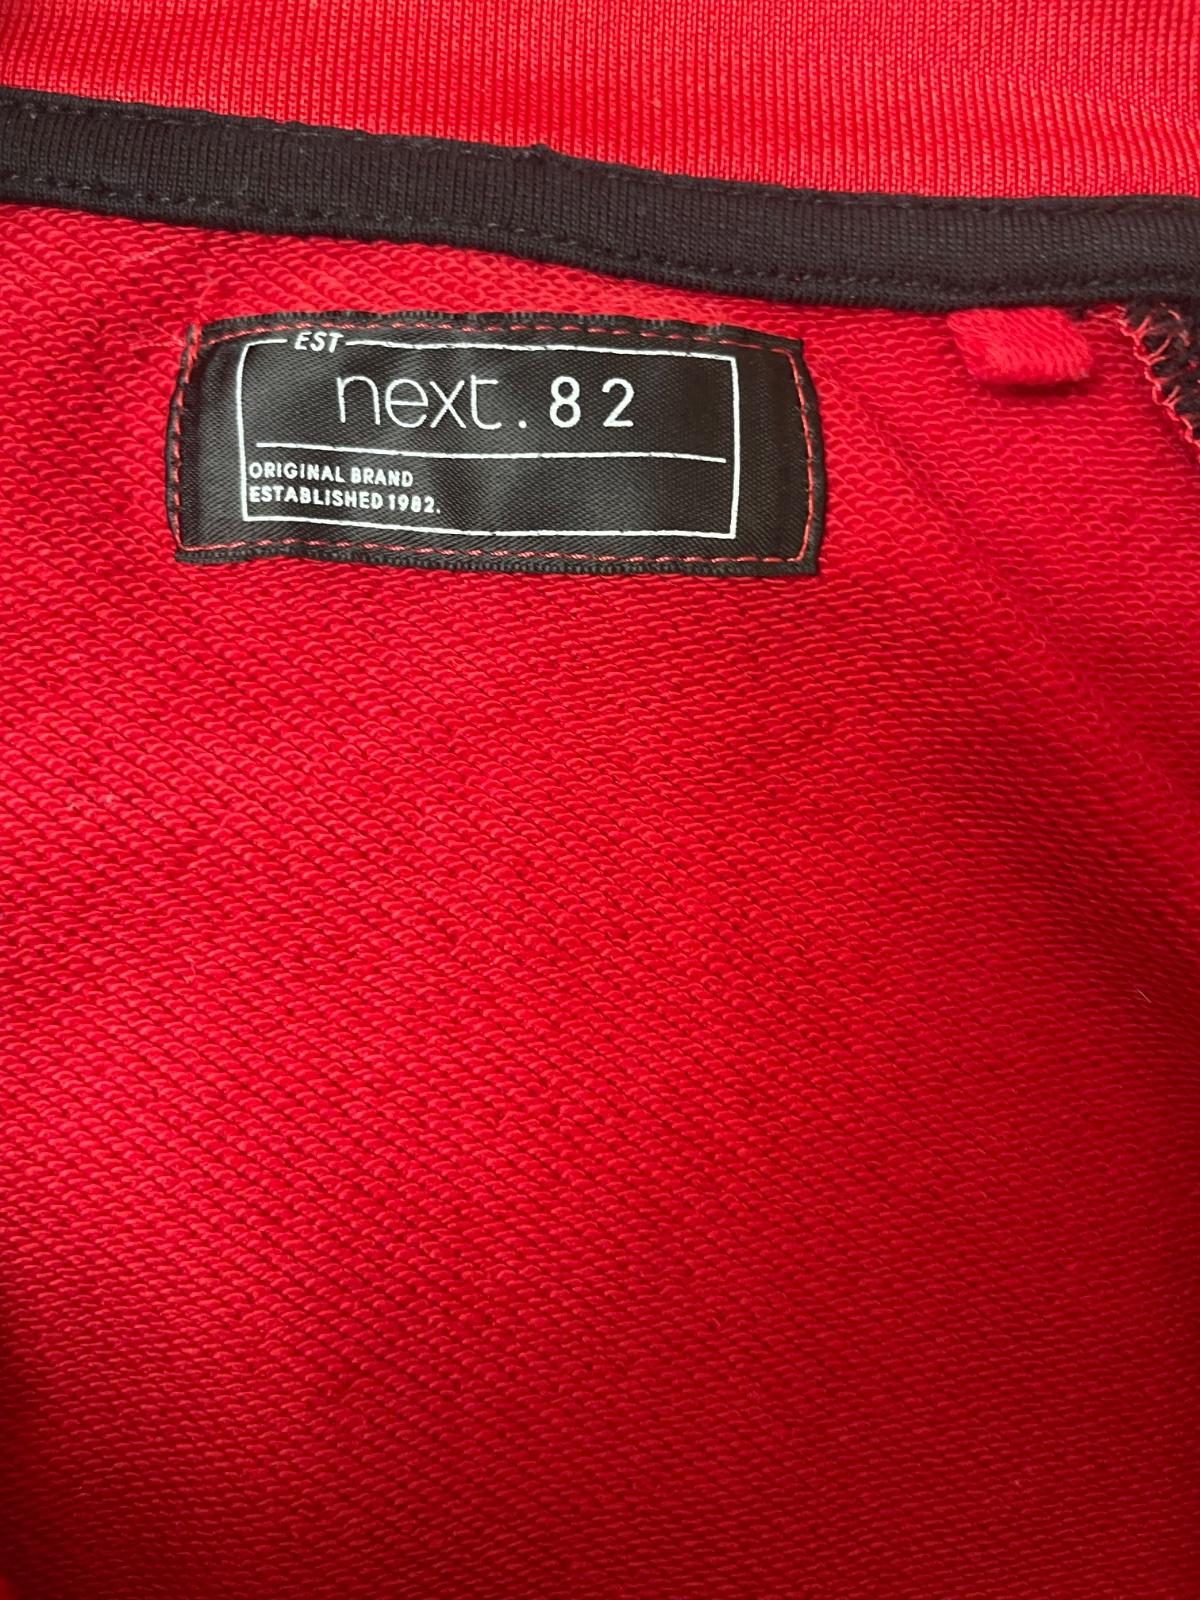 EST
next.82
ORIGINAL BRAND
ESTABLISHED 1982.